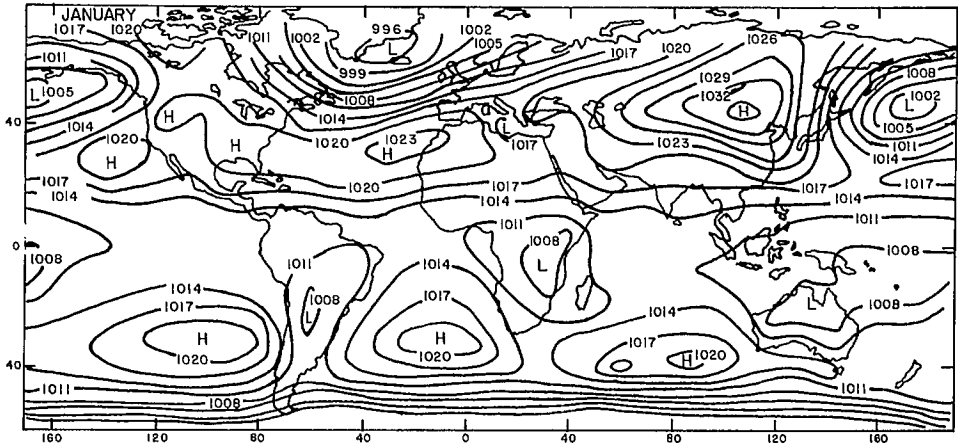 JANUARY
1017 1020 1011 1002 996 1002 1026
L 1005 1017 1020
1011 999 1029 1008
L 1005 1008 1032 H L 1002
1014 H 1014 1005
40 1020 H 1020 1023 L 1017 1023 1011
H H 1014
1017 1020 1017 1017 1017
1014 1014 1011
1011
0 1008 0
1008 1011 1014 L 1008
1014 1008 L 1014 L 1008
1017 L 1017 1017
H 1020 H 1020 H 1020
40 40
1011 1008 1011 1011
160 120 80 40 0 40 80 120 160